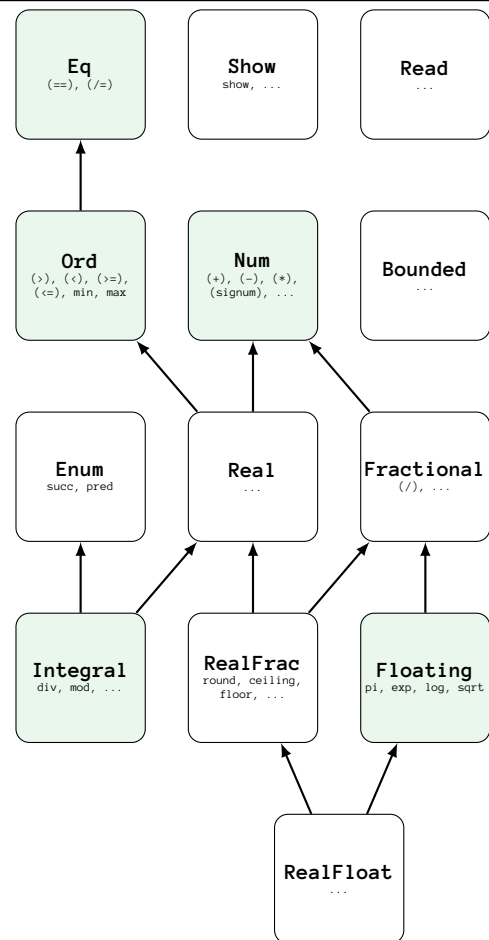 Eq
(==), (/=)
Show
show, ...
Read
...
Ord
(>), (<), (>=),
(<=), min, max
Num
(+), (-), (*),
(signum), ...
Bounded
...
Enum
succ, pred
Real
...
Fractional
(/), ...
Integral
div, mod, ...
RealFrac
round, ceiling,
floor, ...
Floating
pi, exp, log, sqrt
RealFloat
...